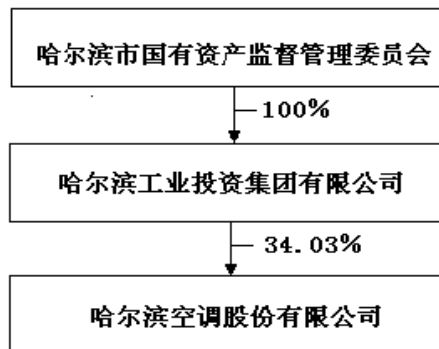 哈尔滨市国有资产监督管理委员会
100%
哈尔滨工业投资集团有限公司
34.03%
哈尔滨空调股份有限公司